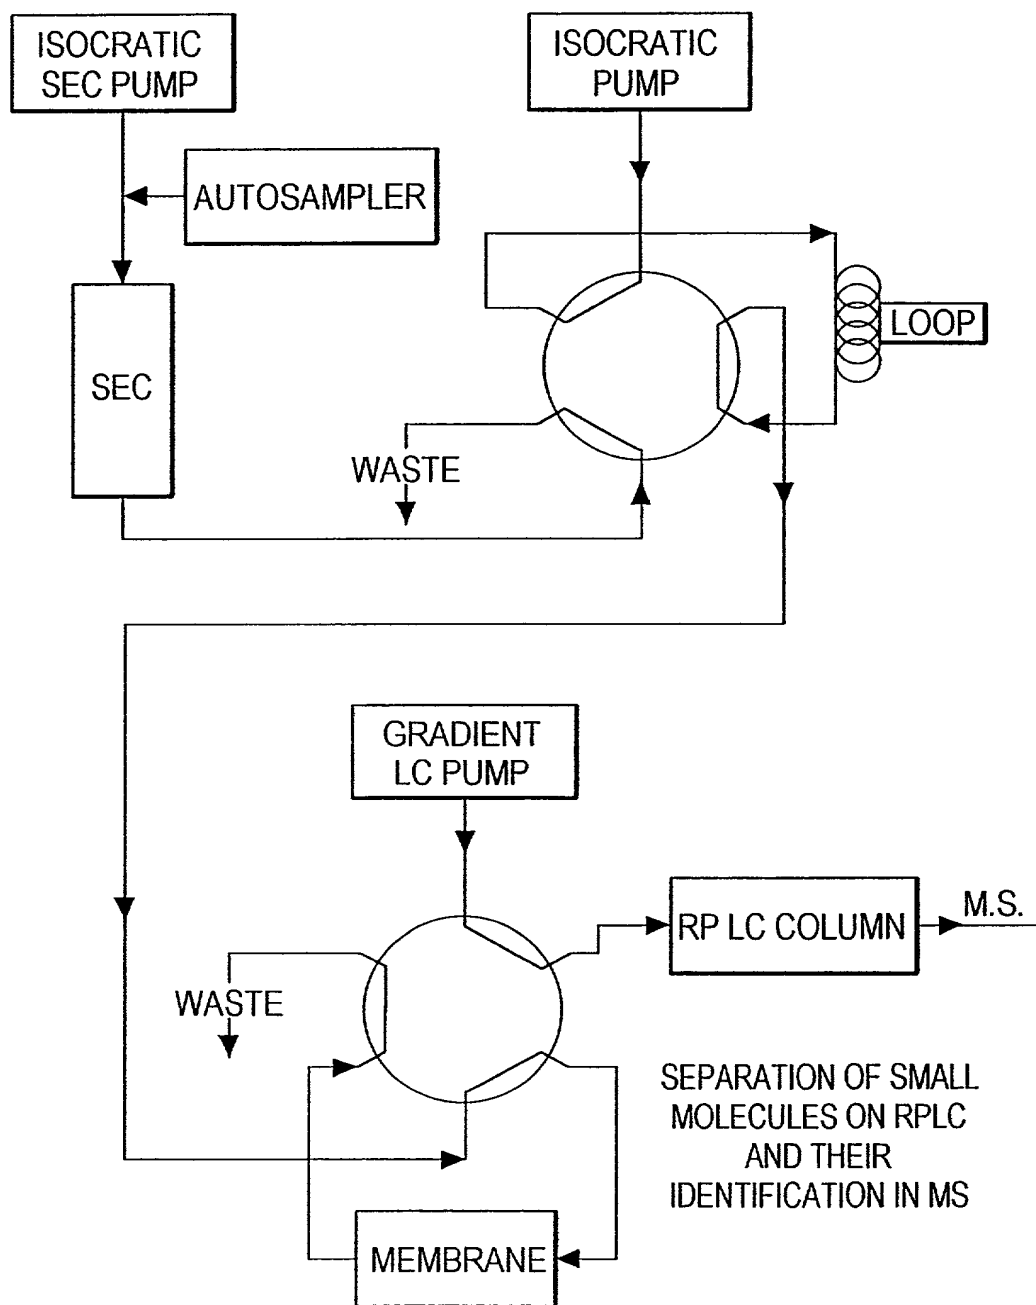 ISOCRATIC
SEC PUMP
ISOCRATIC
PUMP
AUTOSAMPLER
SEC
LOOP
WASTE
GRADIENT
LC PUMP
RP LC COLUMN
M.S.
WASTE
SEPARATION OF SMALL
MOLECULES ON RPLC
AND THEIR
IDENTIFICATION IN MS
MEMBRANE